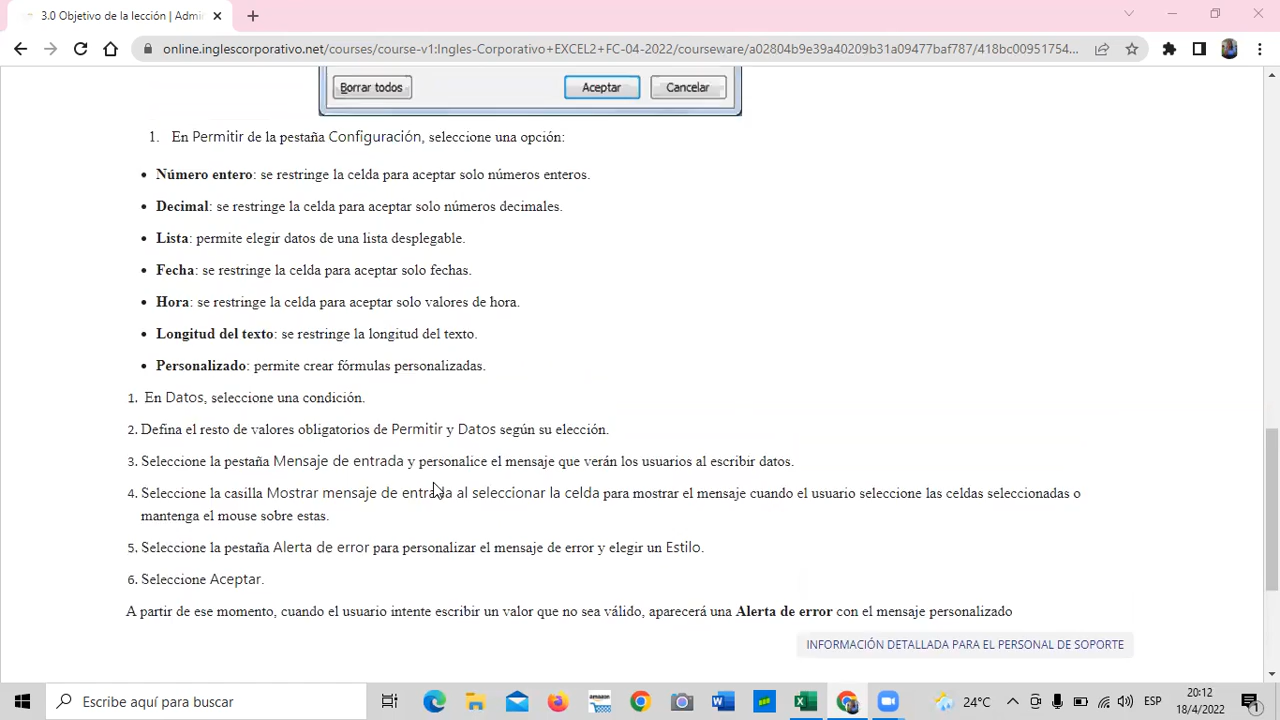 3.0 Objetivo de la lección | Admi
online.inglescorporativo.net/courses/course-v1:Ingles-Corporativo+EXCEL2+FC-04-2022/courseware/a02804b9e39a40209b31a09477baf787/418bc00951754...
Borrar todos
Aceptar
Cancelar
1. En Permitir de la pestaña Configuración, seleccione una opción:
• Número entero: se restringe la celda para aceptar solo números enteros.
• Decimal: se restringe la celda para aceptar solo números decimales.
• Lista: permite elegir datos de una lista desplegable.
• Fecha: se restringe la celda para aceptar solo fechas.
• Hora: se restringe la celda para aceptar solo valores de hora.
• Longitud del texto: se restringe la longitud del texto.
• Personalizado: permite crear fórmulas personalizadas.
1. En Datos, seleccione una condición.
2. Defina el resto de valores obligatorios de Permitir y Datos según su elección.
3. Seleccione la pestaña Mensaje de entrada y personalice el mensaje que verán los usuarios al escribir datos.
4. Seleccione la casilla Mostrar mensaje de entrada al seleccionar la celda para mostrar el mensaje cuando el usuario seleccione las celdas seleccionadas o
mantenga el mouse sobre estas.
5. Seleccione la pestaña Alerta de error para personalizar el mensaje de error y elegir un Estilo.
6. Seleccione Aceptar.
A partir de ese momento, cuando el usuario intente escribir un valor que no sea válido, aparecerá una Alerta de error con el mensaje personalizado
INFORMACIÓN DETALLADA PARA EL PERSONAL DE SOPORTE
Escribe aquí para buscar
amazon
24°C
ESP
20:12
18/4/2022